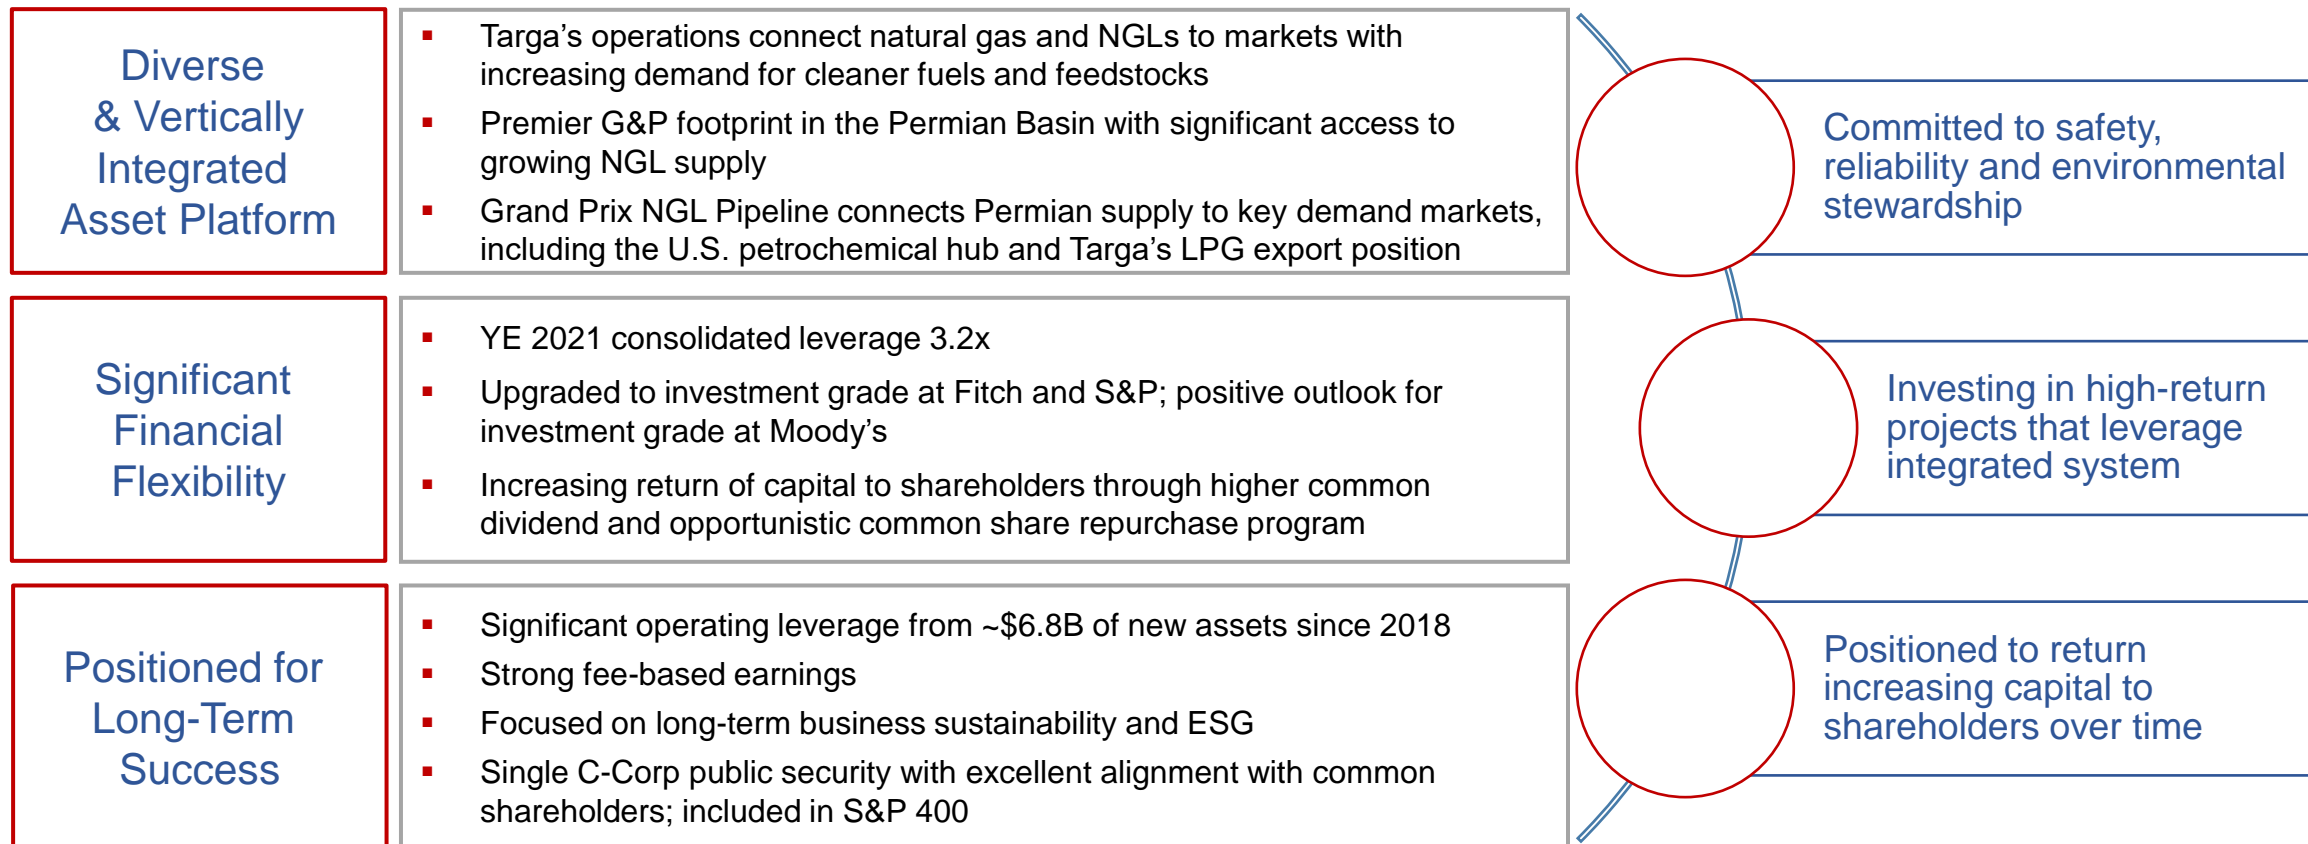 Diverse
& Vertically
Integrated
Asset Platform
▪ Targa’s operations connect natural gas and NGLs to markets with
increasing demand for cleaner fuels and feedstocks
▪ Premier G&P footprint in the Permian Basin with significant access to
growing NGL supply
▪ Grand Prix NGL Pipeline connects Permian supply to key demand markets,
including the U.S. petrochemical hub and Targa’s LPG export position
Significant
Financial
Flexibility
▪ YE 2021 consolidated leverage 3.2x
▪ Upgraded to investment grade at Fitch and S&P; positive outlook for
investment grade at Moody’s
▪ Increasing return of capital to shareholders through higher common
dividend and opportunistic common share repurchase program
Positioned for
Long-Term
Success
▪ Significant operating leverage from ~$6.8B of new assets since 2018
▪ Strong fee-based earnings
▪ Focused on long-term business sustainability and ESG
▪ Single C-Corp public security with excellent alignment with common
shareholders; included in S&P 400
Committed to safety,
reliability and environmental
stewardship
Investing in high-return
projects that leverage
integrated system
Positioned to return
increasing capital to
shareholders over time